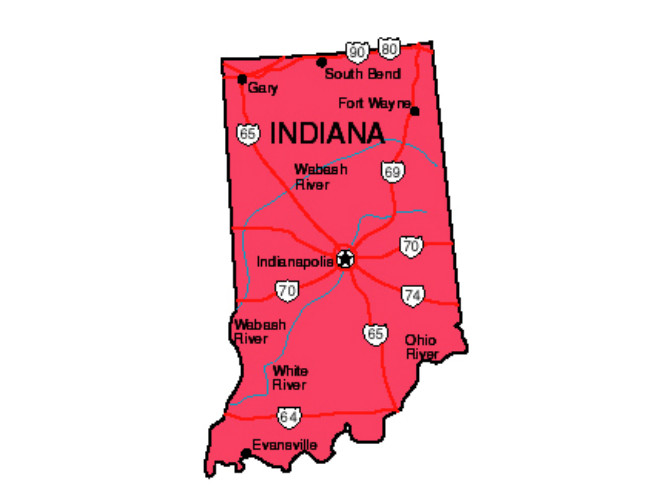 90
80
South Bend
Gary
Fort Wayne
65
INDIANA
Wabash
River
69
70
Indianapolis
70
74
Wabash
River
65
Ohio
River
White
River
64
Evansville